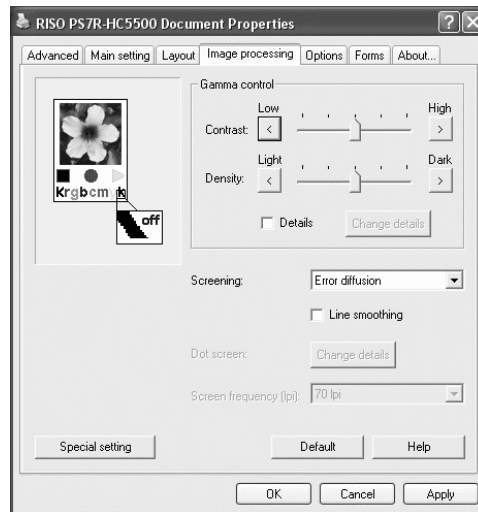 RISO PS7R-HC5500 Document Properties
Advanced Main setting Layout Image processing Options Forms About...
Gamma control
Low High
Contrast: < >
Light Dark
Density: < >
Details Change details
Krgbcmyk
off
Screening: Error diffusion
Line smoothing
Dot screen: Change details
Screen frequency (lpi): 70 lpi
Special setting Default Help
OK Cancel Apply